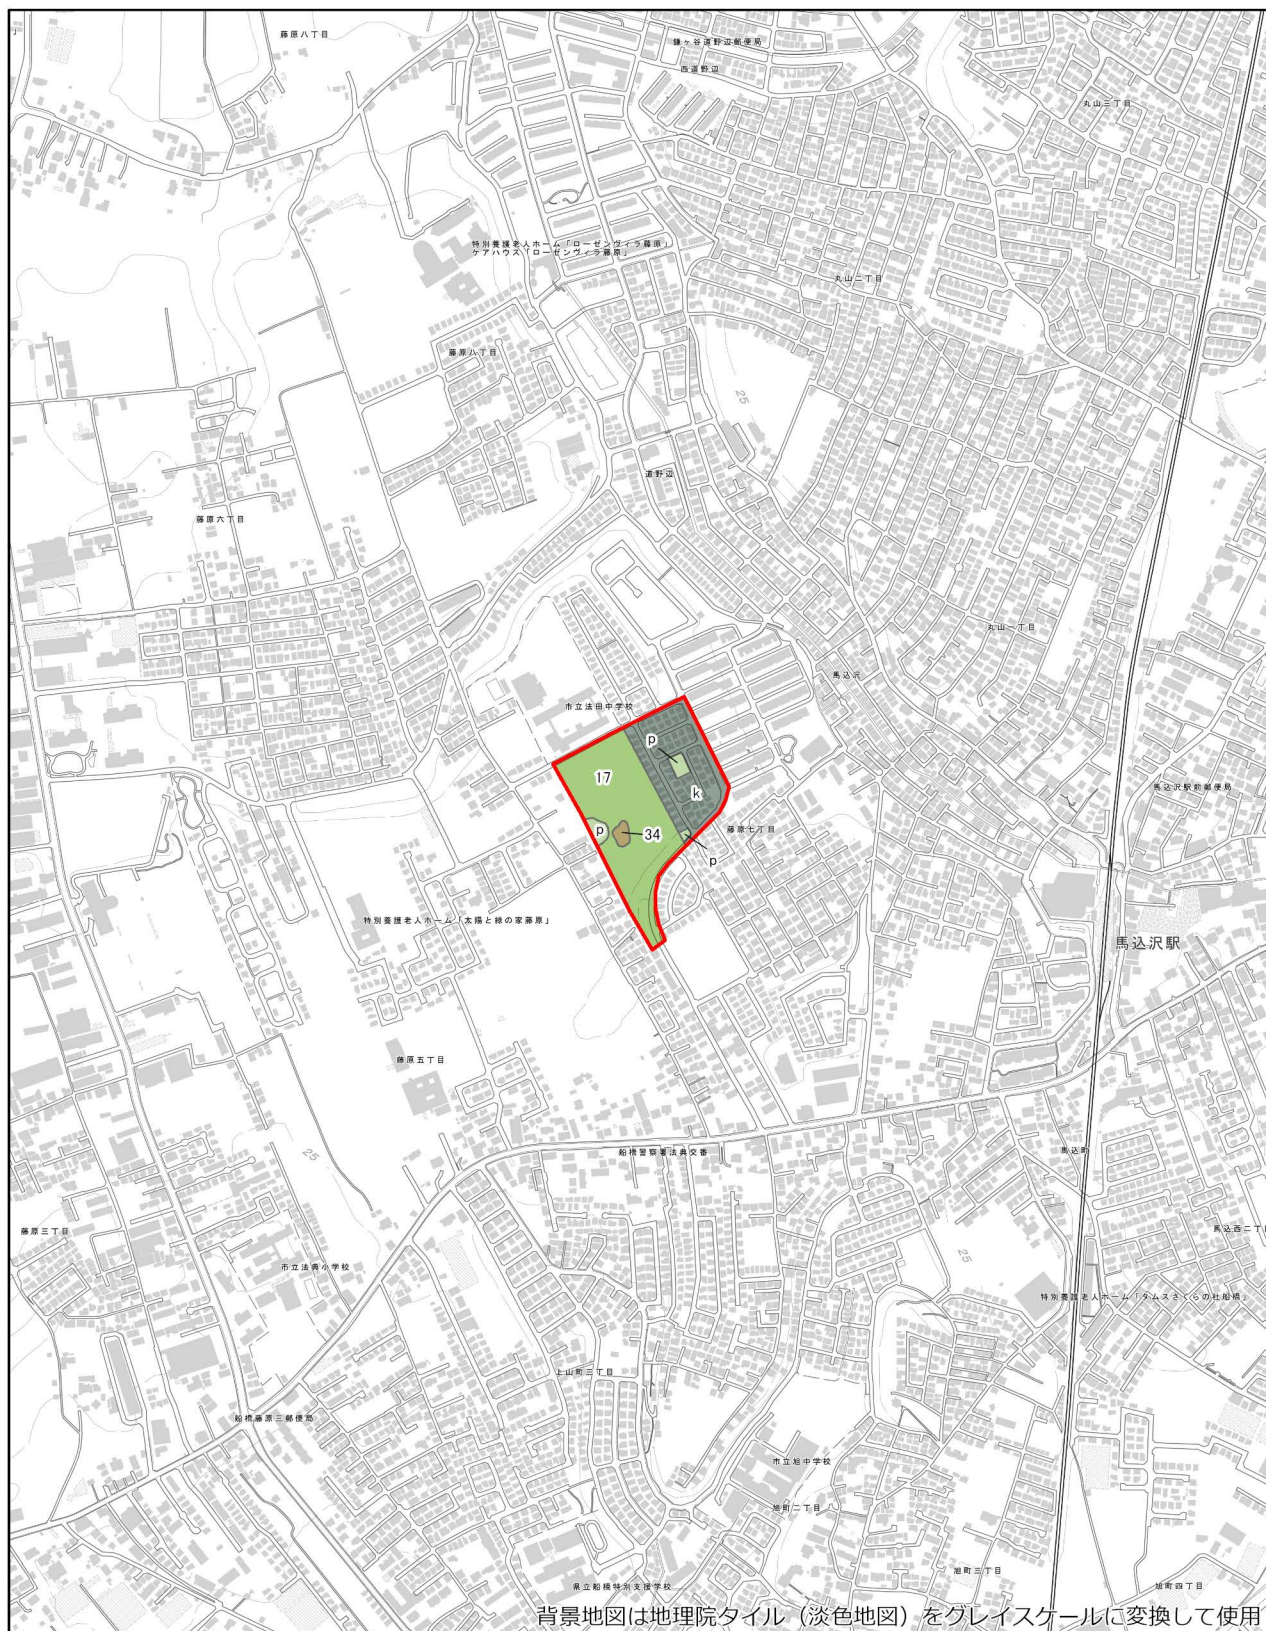 藤原八丁目
鎌ヶ谷道野辺郵便局
西道野辺
丸山三丁目
特別養護老人ホーム「ローゼンヴィラ藤原」
ケアハウス「ローゼンヴィラ藤原」
丸山二丁目
藤原八丁目
25
道野辺
藤原六丁目
丸山一丁目
馬込沢
市立法田中学校
p
17
k
馬込沢駅前郵便局
p
34
藤原七丁目
p
特別養護老人ホーム「太陽と緑の家藤原」
馬込沢駅
藤原五丁目
船橋警察署法典交番
馬込町
25
藤原三丁目
馬込西二丁目
25
市立法典小学校
特別養護老人ホーム「タムスさくらの杜船橋」
上山町三丁目
船橋藤原三郵便局
市立旭中学校
旭町二丁目
旭町三丁目
県立船橋特別支援学校
旭町四丁目
背景地図は地理院タイル（淡色地図）をグレイスケールに変換して使用